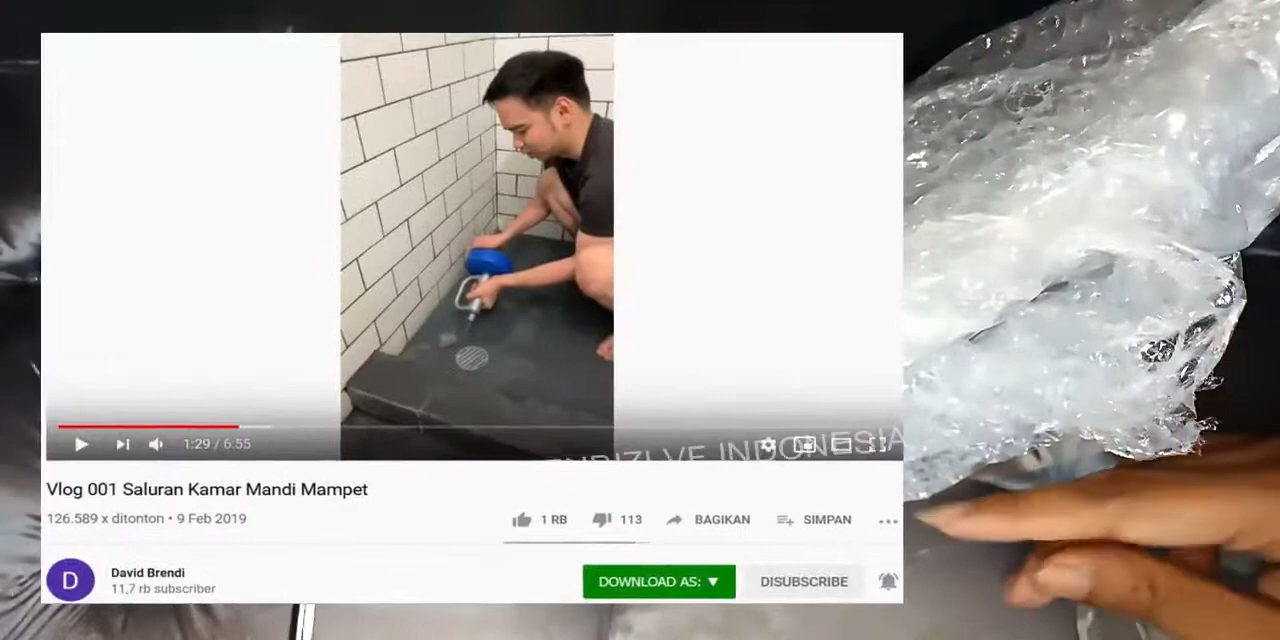 1:29 / 6:55
INDONESIA
Vlog 001 Saluran Kamar Mandi Mampet
126.589 x ditonton • 9 Feb 2019
1 RB
113
BAGIKAN
SIMPAN
D
David Brendi
11,7 rb subscriber
DOWNLOAD AS: ▼
DISUBSCRIBE